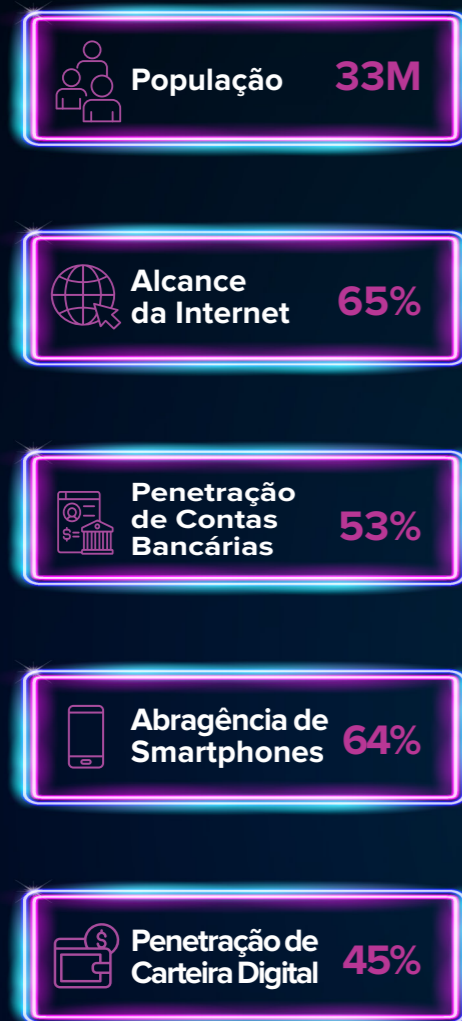 População 33M
Alcance
da Internet 65%
Penetração
de Contas
Bancárias 53%
Abragência de
Smartphones 64%
Penetração de
Carteira Digital 45%